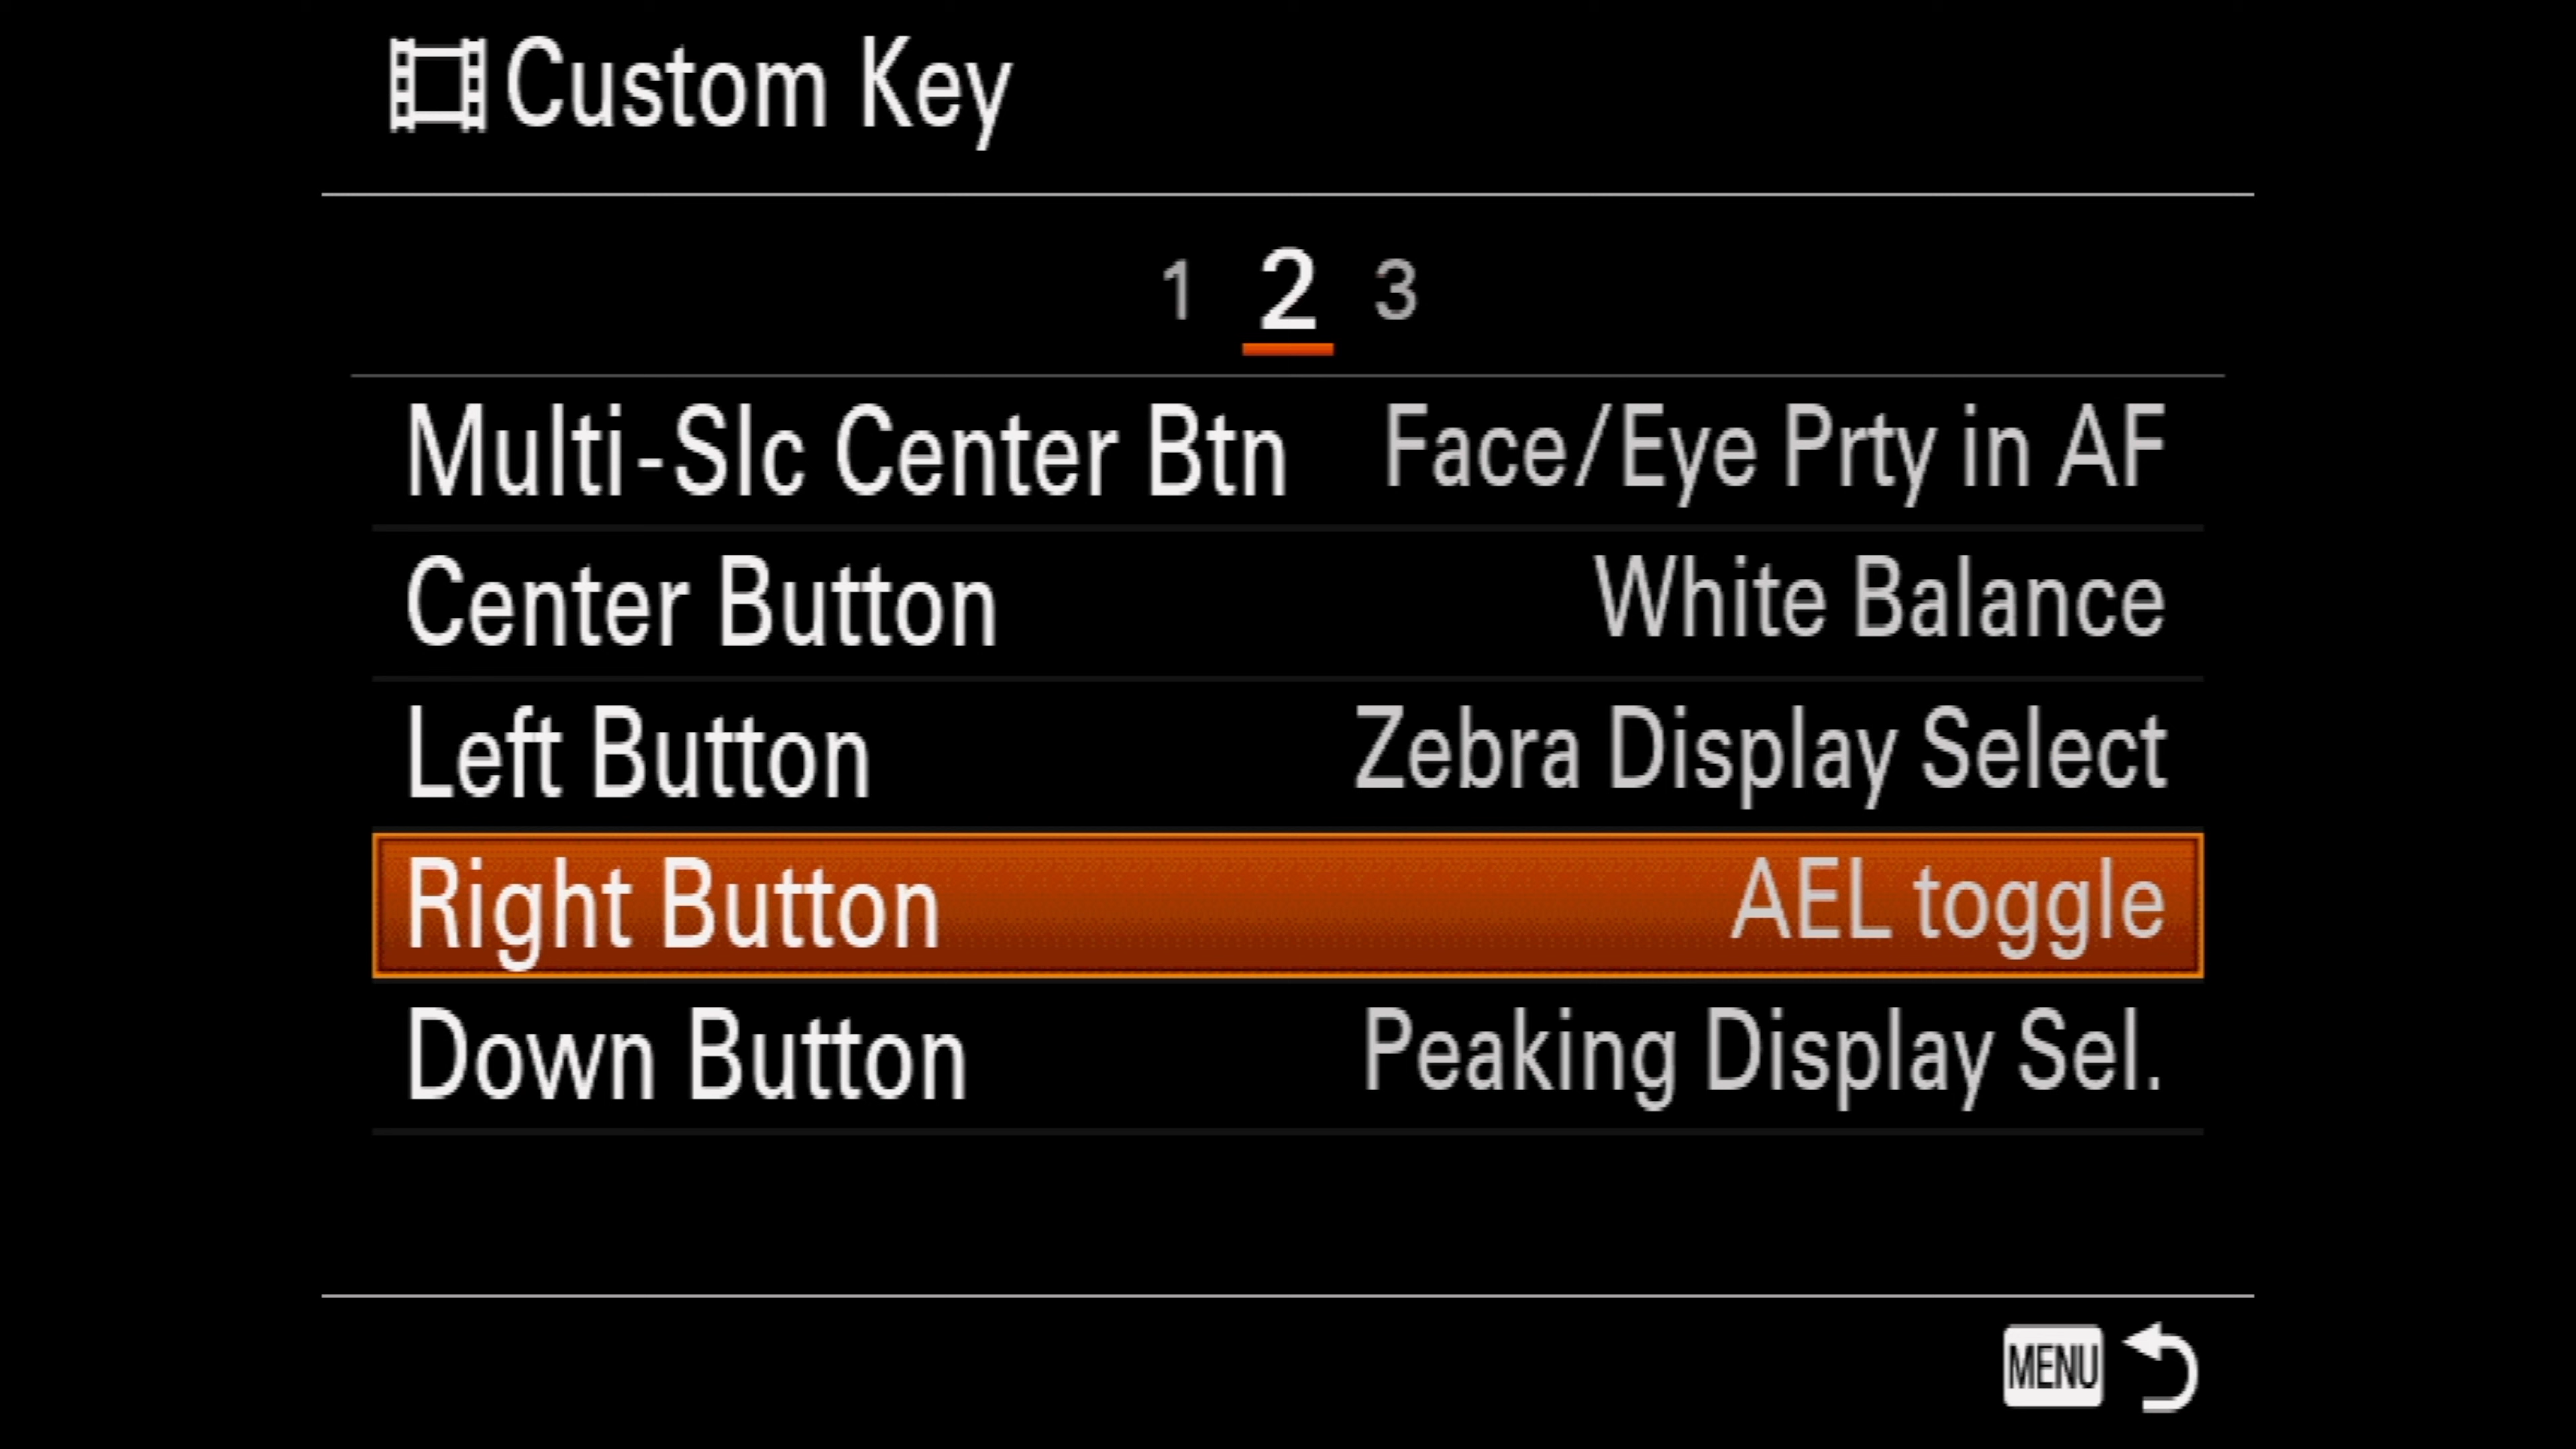 Custom Key
1 2 3
Multi-Slc Center Btn Face/Eye Prty in AF
Center Button White Balance
Left Button Zebra Display Select
Right Button AEL toggle
Down Button Peaking Display Sel.
MENU